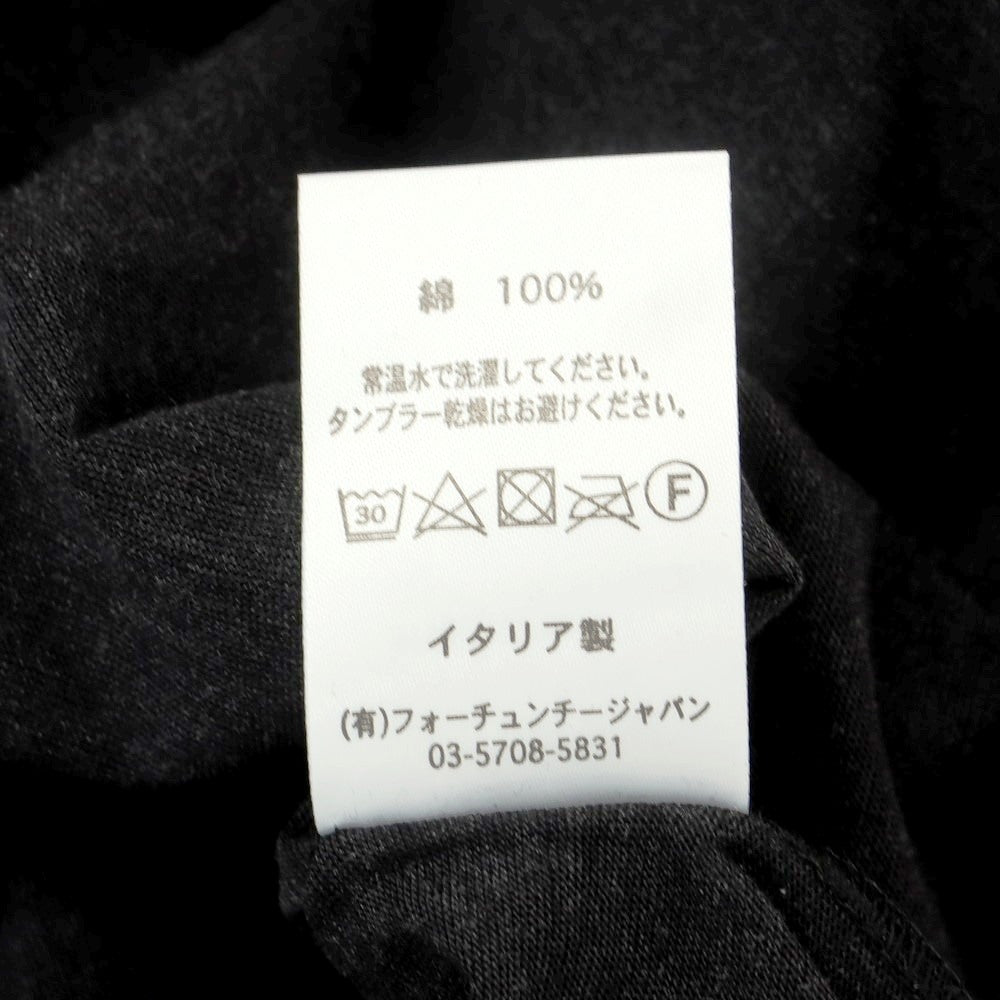 綿 100%
常温水で洗濯してください。
タンブラー乾燥はお避けください。
30 F
イタリア製
(有)フォーチュンチージャパン
03-5708-5831